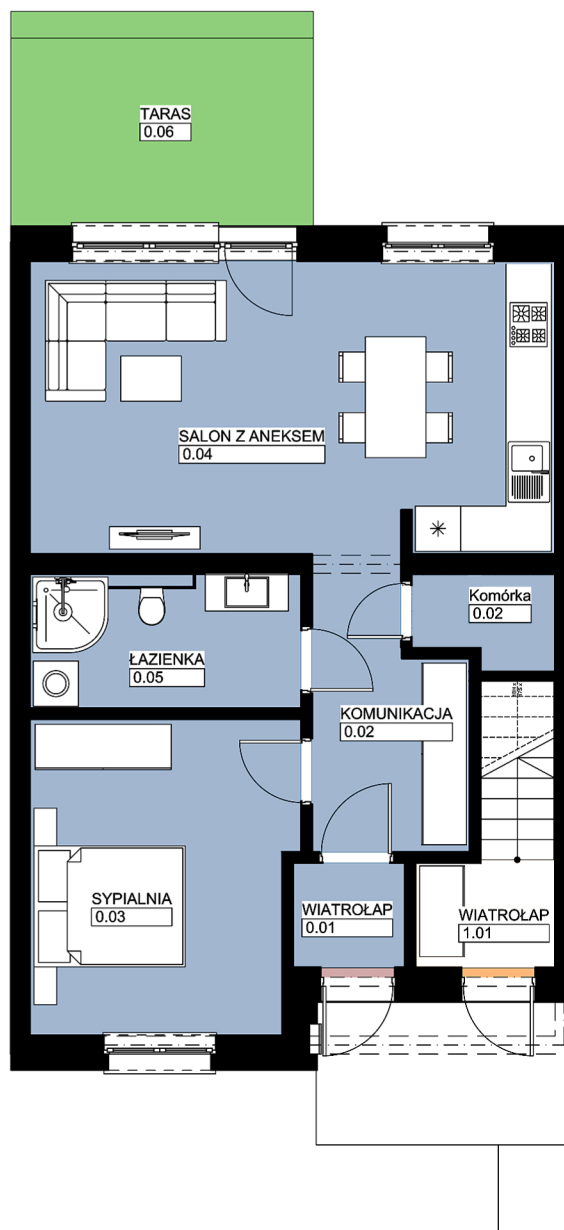 TARAS
0.06
SALON Z ANEKSEM
0.04
Komórka
0.02
ŁAZIENKA
0.05
KOMUNIKACJA
0.02
SYPIALNIA
0.03
WIATROŁAP
0.01
WIATROŁAP
1.01